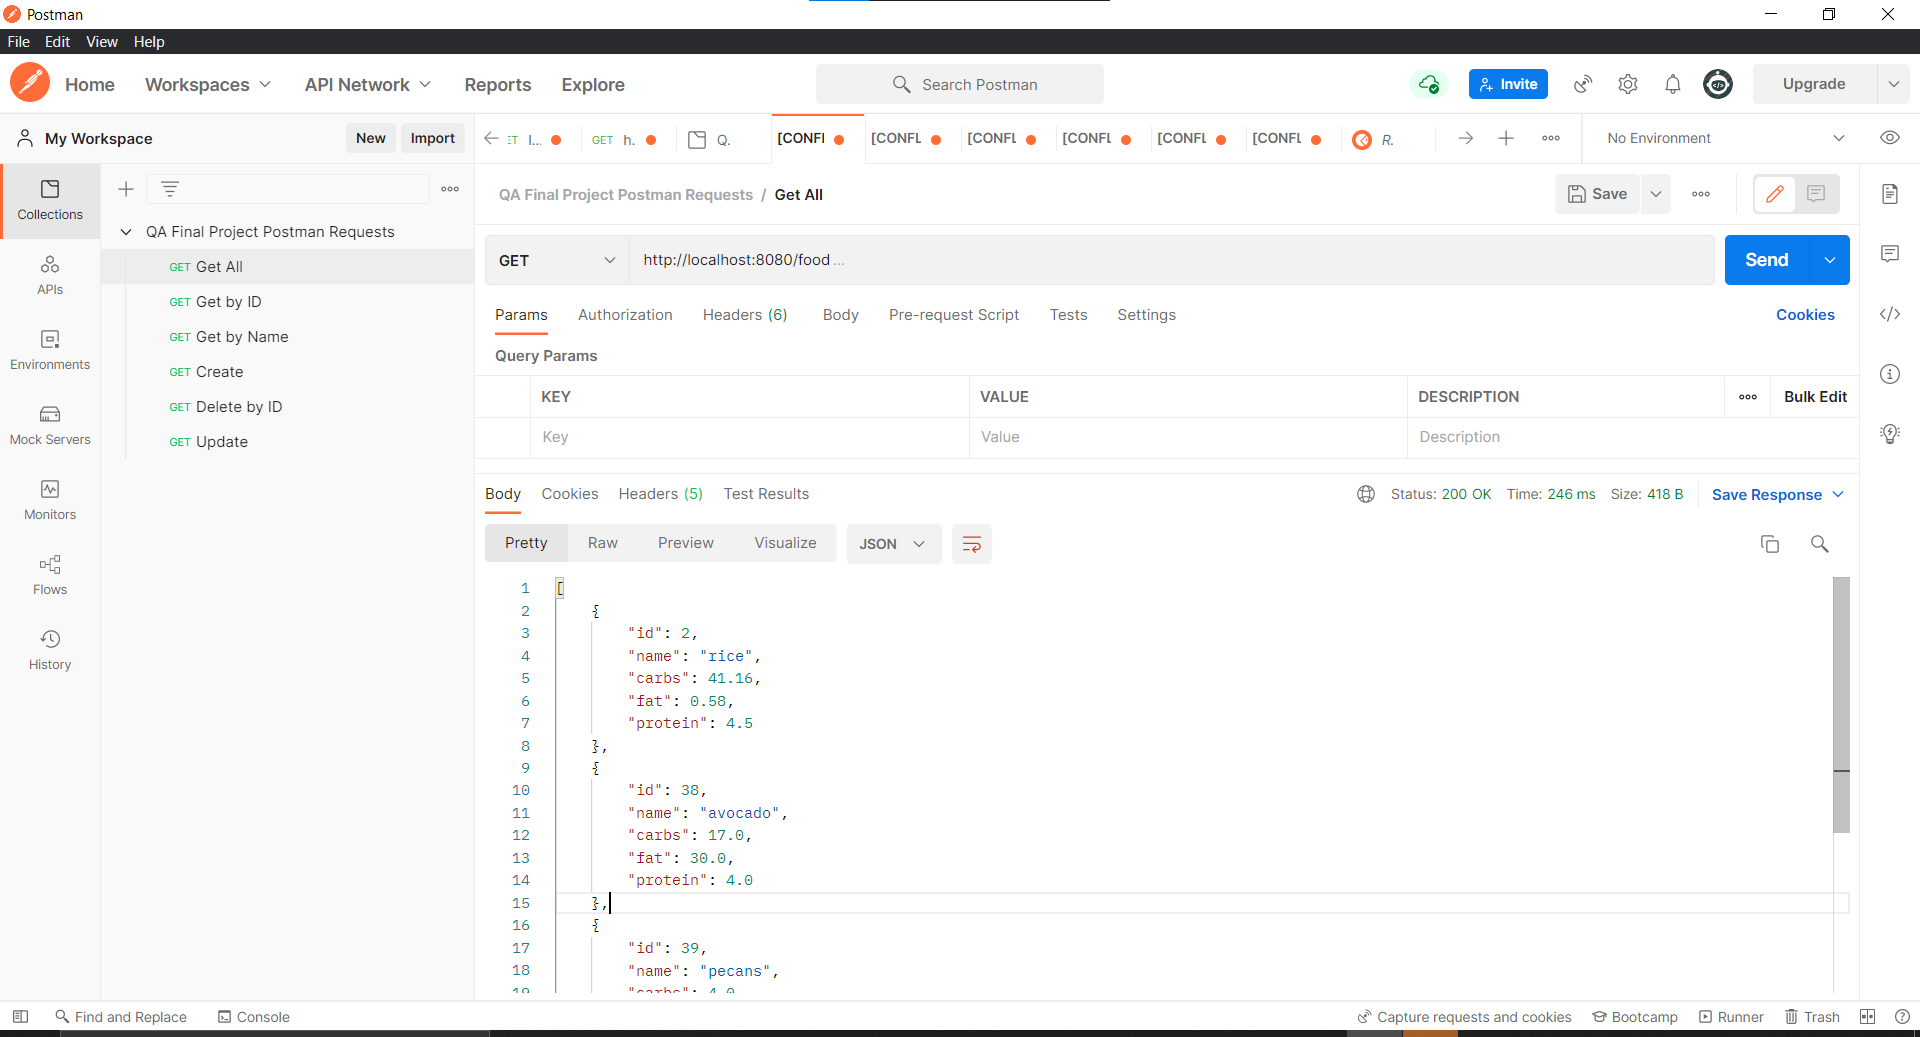 Postman
File Edit View Help
Home Workspaces API Network Reports Explore Search Postman Invite Upgrade
My Workspace New Import
GET h. Q. [CONFL [CONFL [CONFL [CONFL [CONFL [CONFL R. No Environment
Collections
APIs
Environments
Mock Servers
Monitors
Flows
History
QA Final Project Postman Requests
GET Get All
GET Get by ID
GET Get by Name
GET Create
GET Delete by ID
GET Update
QA Final Project Postman Requests / Get All Save
GET http://localhost:8080/food ... Send
Params Authorization Headers (6) Body Pre-request Script Tests Settings Cookies
Query Params
KEY VALUE DESCRIPTION Bulk Edit
Key Value Description
Body Cookies Headers (5) Test Results Status: 200 OK Time: 246 ms Size: 418 B Save Response
Pretty Raw Preview Visualize JSON
1 [
2 {
3 "id": 2,
4 "name": "rice",
5 "carbs": 41.16,
6 "fat": 0.58,
7 "protein": 4.5
8 },
9 {
10 "id": 38,
11 "name": "avocado",
12 "carbs": 17.0,
13 "fat": 30.0,
14 "protein": 4.0
15 },
16 {
17 "id": 39,
18 "name": "pecans",
19 "carbs": 4.0
Find and Replace Console Capture requests and cookies Bootcamp Runner Trash